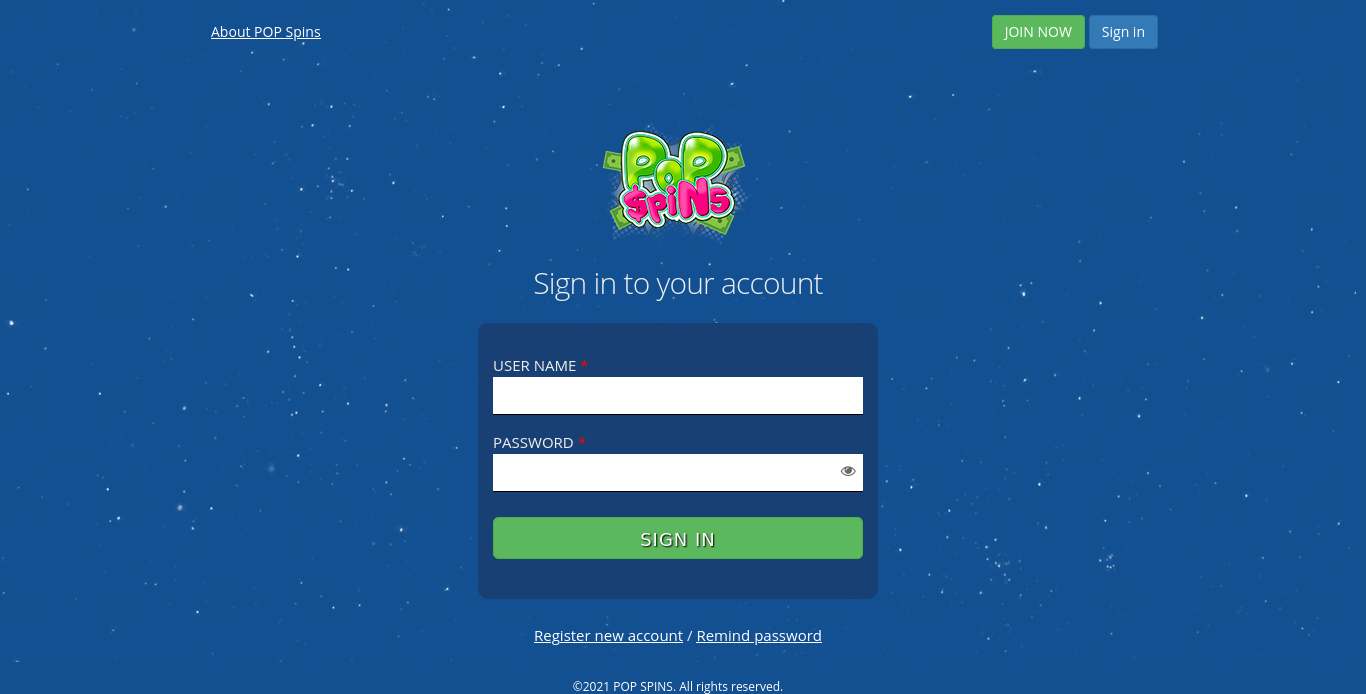 About POP Spins
JOIN NOW
Sign in
POP
$PINS
Sign in to your account
USER NAME *
PASSWORD *
SIGN IN
Register new account / Remind password
©2021 POP SPINS. All rights reserved.